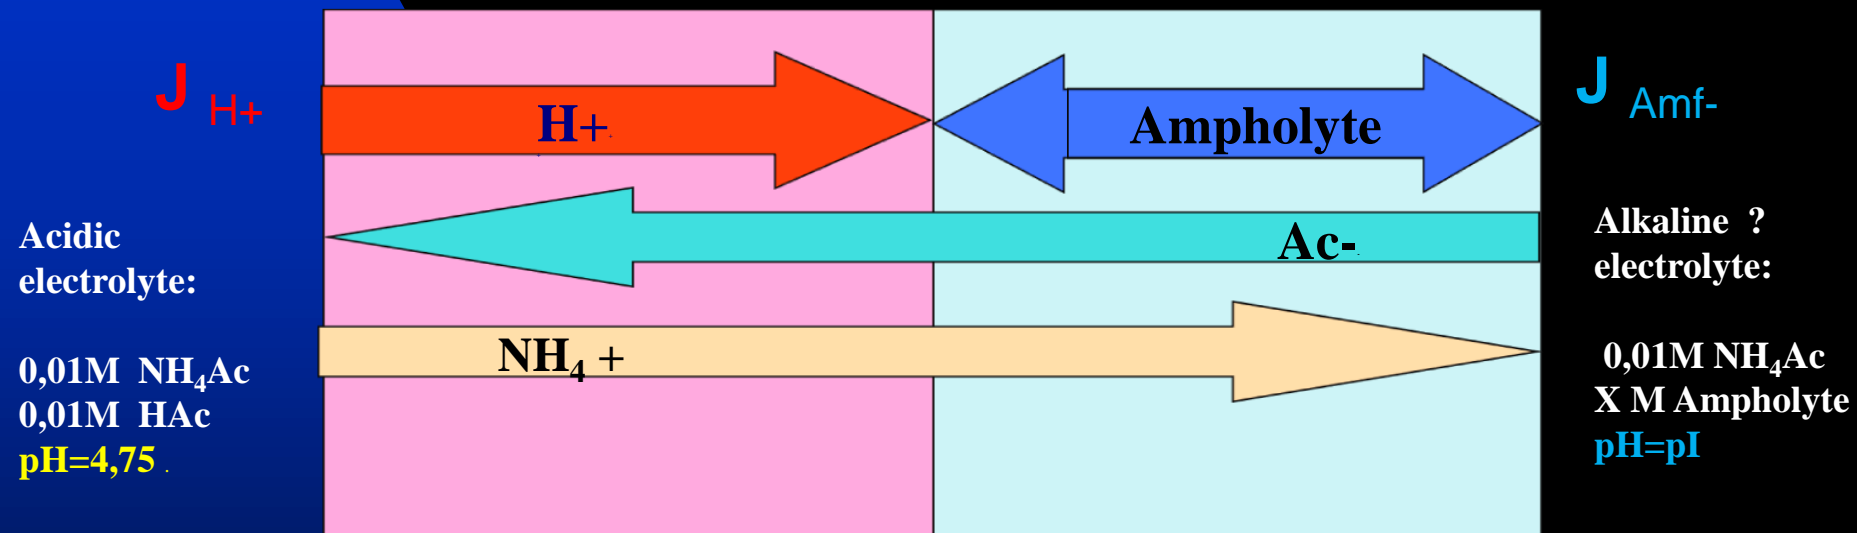 J H+
H+
Ampholyte
J Amf-
Acidic
electrolyte:
0,01M NH₄Ac
0,01M HAc
pH=4,75 .
Ac-
NH₄ +
Alkaline ?
electrolyte:
0,01M NH₄Ac
X M Ampholyte
pH=pI